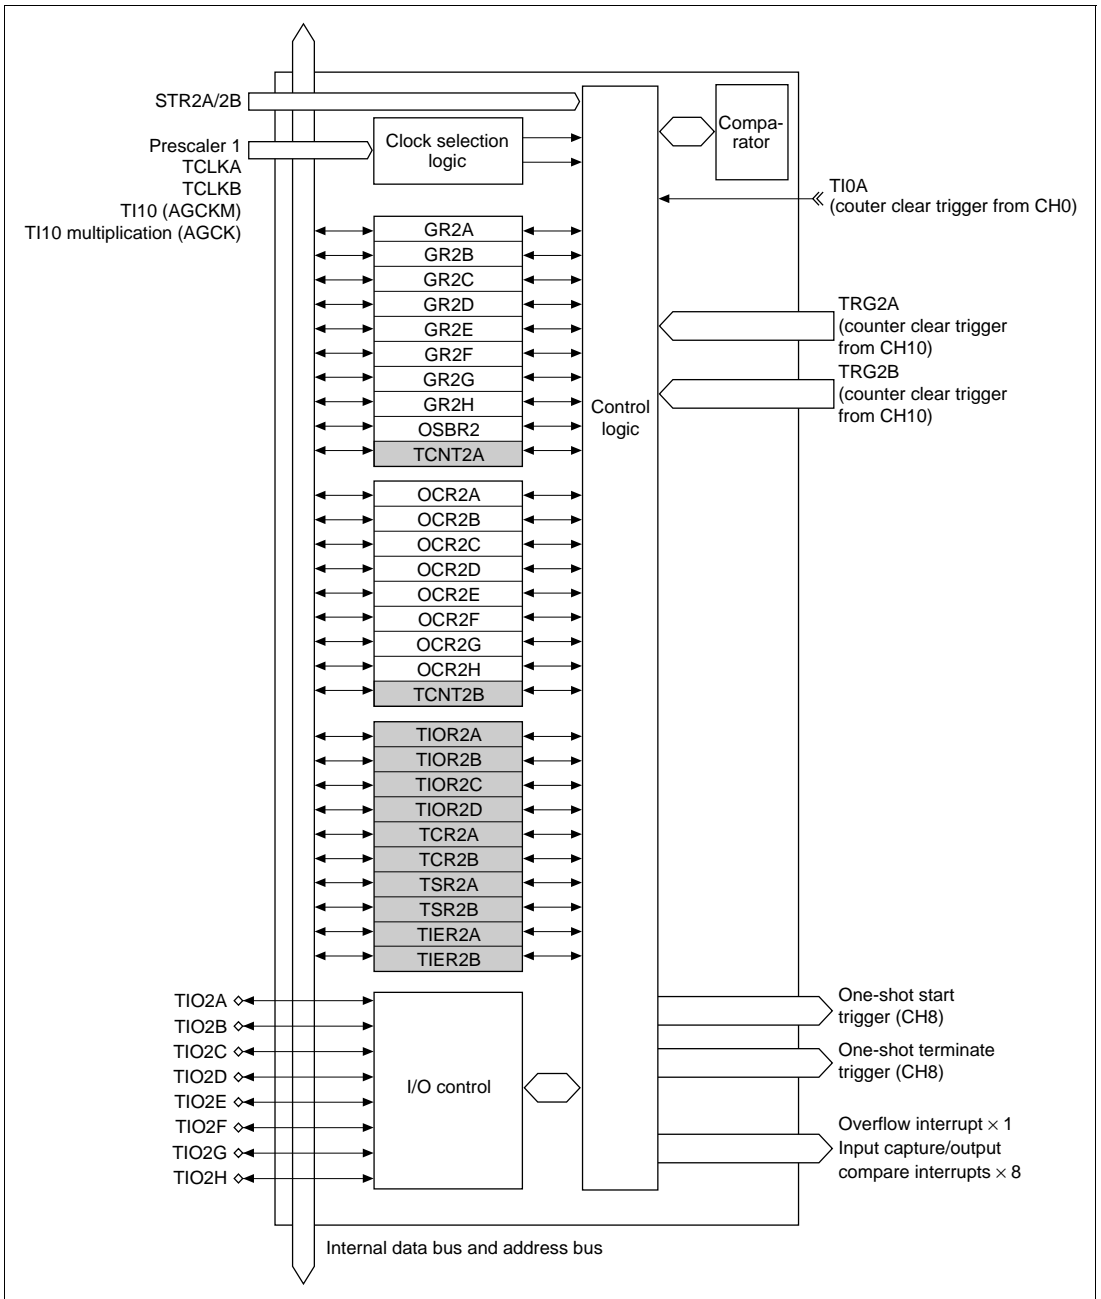 STR2A/2B
Prescaler 1
TCLKA
TCLKB
TI10 (AGCKM)
TI10 multiplication (AGCK)
Clock selection
logic
Compa-
rator
TI0A
(couter clear trigger from CH0)
GR2A
GR2B
GR2C
GR2D
GR2E
GR2F
GR2G
GR2H
OSBR2
TCNT2A
TRG2A
(counter clear trigger
from CH10)
TRG2B
(counter clear trigger
from CH10)
Control
logic
OCR2A
OCR2B
OCR2C
OCR2D
OCR2E
OCR2F
OCR2G
OCR2H
TCNT2B
TIOR2A
TIOR2B
TIOR2C
TIOR2D
TCR2A
TCR2B
TSR2A
TSR2B
TIER2A
TIER2B
TIO2A
TIO2B
TIO2C
TIO2D
TIO2E
TIO2F
TIO2G
TIO2H
I/O control
One-shot start
trigger (CH8)
One-shot terminate
trigger (CH8)
Overflow interrupt × 1
Input capture/output
compare interrupts × 8
Internal data bus and address bus